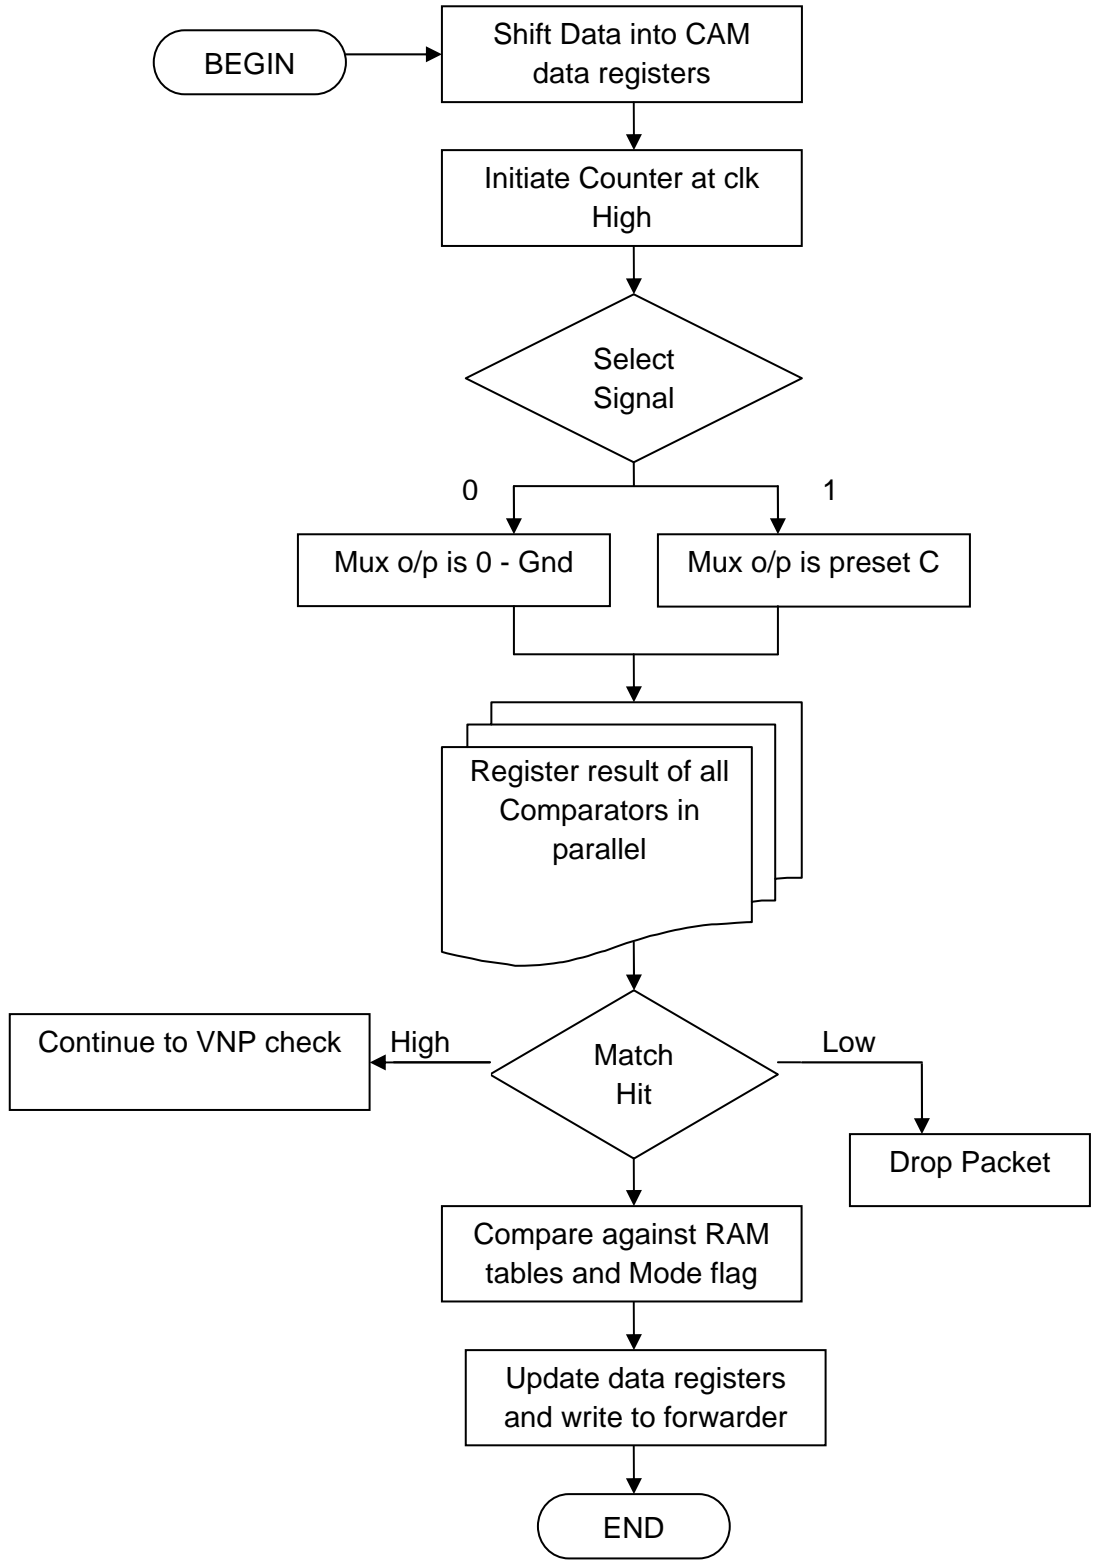 BEGIN
Shift Data into CAM
data registers
Initiate Counter at clk
High
Select
Signal
0
1
Mux o/p is 0 - Gnd
Mux o/p is preset C
Register result of all
Comparators in
parallel
Continue to VNP check
High
Match
Hit
Low
Drop Packet
Compare against RAM
tables and Mode flag
Update data registers
and write to forwarder
END